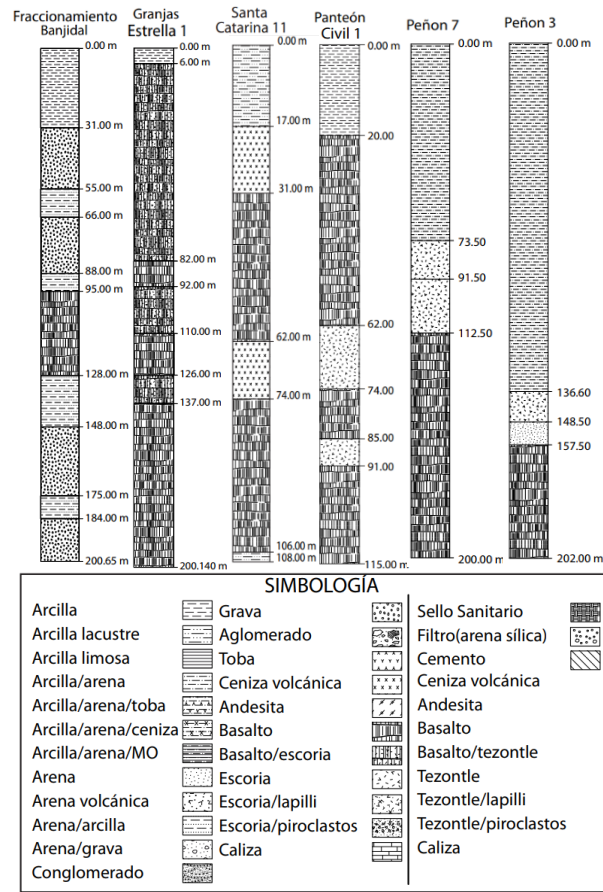 Fraccionamiento
Banjidal
0.00 m
31.00 m
55.00 m
66.00 m
88.00 m
95.00 m
128.00 m
148.00 m
175.00 m
184.00 m
200.65 m
Granjas
Estrella 1
0.00 m
6.00 m
82.00 m
92.00 m
110.00 m
126.00 m
137.00 m
200.140 m
Santa
Catarina 11
0.00 m
17.00 m
31.00 m
62.00 m
74.00 m
106.00 m
108.00 m
Panteón
Civil 1
0.00 m
20.00
62.00
74.00
85.00
91.00
115.00 m
Peñon 7
0.00 m
73.50
91.50
112.50
200.00 m
Peñon 3
0.00 m
136.60
148.50
157.50
202.00 m
SIMBOLOGÍA
Arcilla
Arcilla lacustre
Arcilla limosa
Arcilla/arena
Arcilla/arena/toba
Arcilla/arena/ceniza
Arcilla/arena/MO
Arena
Arena volcánica
Arena/arcilla
Arena/grava
Conglomerado
Grava
Aglomerado
Toba
Ceniza volcánica
Andesita
Basalto
Basalto/escoria
Escoria
Escoria/lapilli
Escoria/piroclastos
Caliza
Sello Sanitario
Filtro(arena sílica)
Cemento
Ceniza volcánica
Andesita
Basalto
Basalto/tezontle
Tezontle
Tezontle/lapilli
Tezontle/piroclastos
Caliza